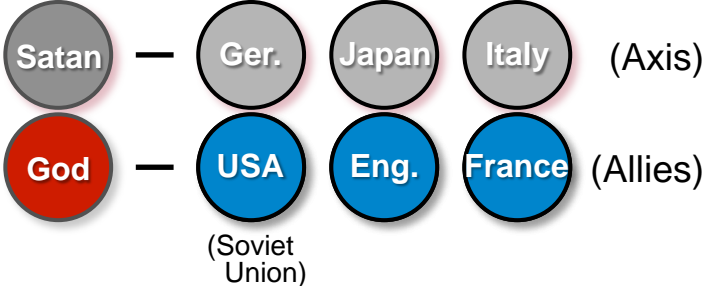 Satan – Ger. Japan Italy (Axis)
God – USA Eng. France (Allies)
(Soviet
Union)